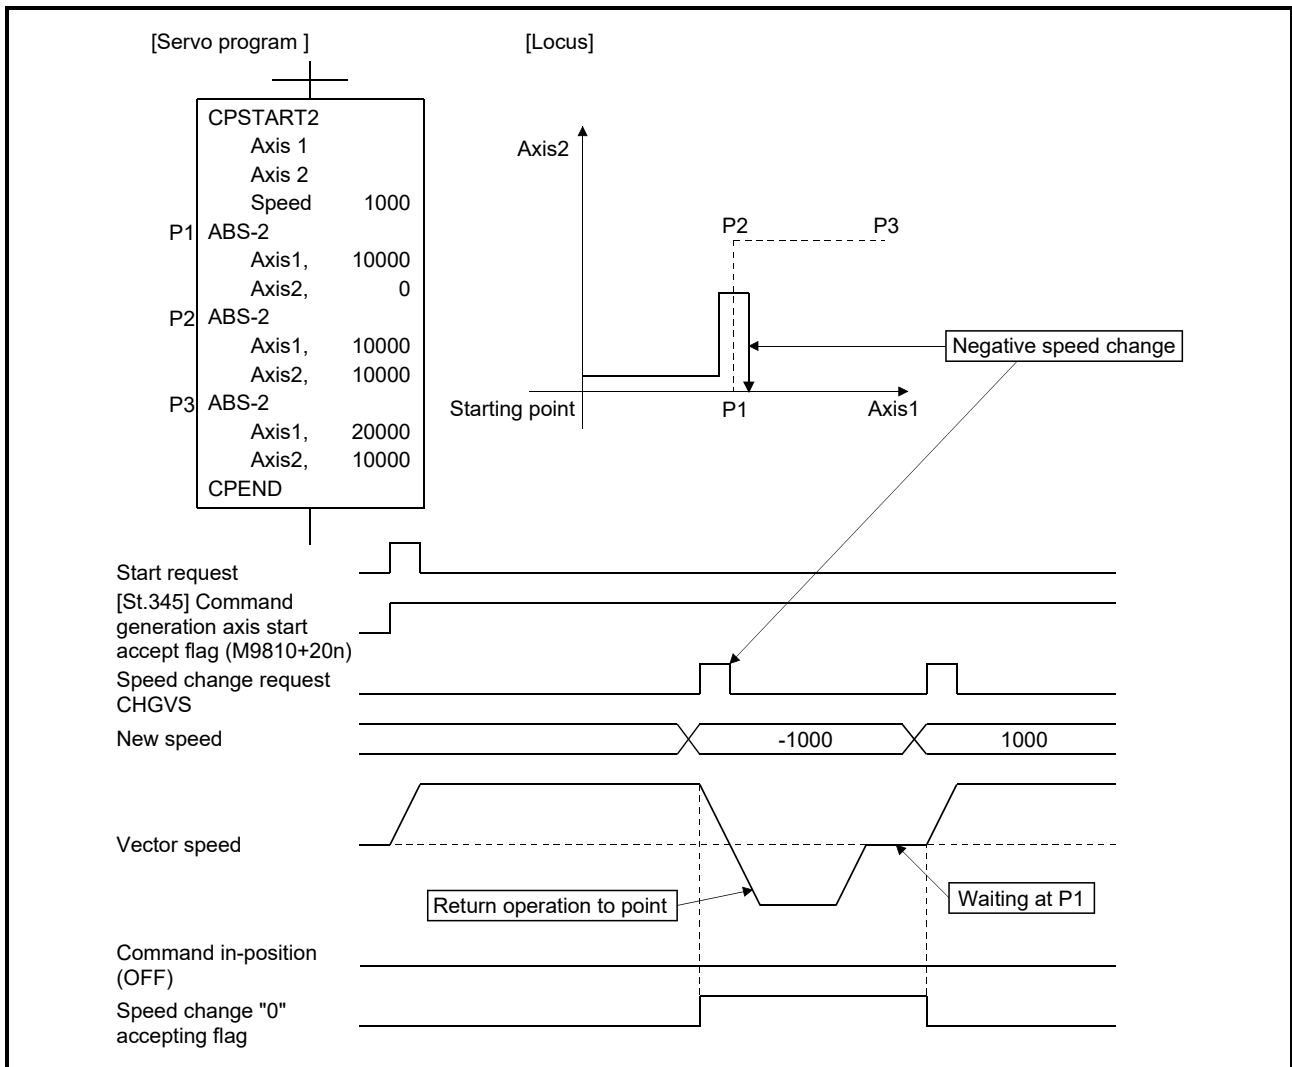 [Servo program ]
[Locus]
CPSTART2
Axis 1
Axis 2
Speed 1000
P1 ABS-2
Axis1, 10000
Axis2, 0
P2 ABS-2
Axis1, 10000
Axis2, 10000
P3 ABS-2
Axis1, 20000
Axis2, 10000
CPEND
Axis2
P2 P3
Negative speed change
Starting point P1 Axis1
Start request
[St.345] Command
generation axis start
accept flag (M9810+20n)
Speed change request
CHGVS
New speed -1000 1000
Vector speed
Return operation to point
Waiting at P1
Command in-position
(OFF)
Speed change "0"
accepting flag